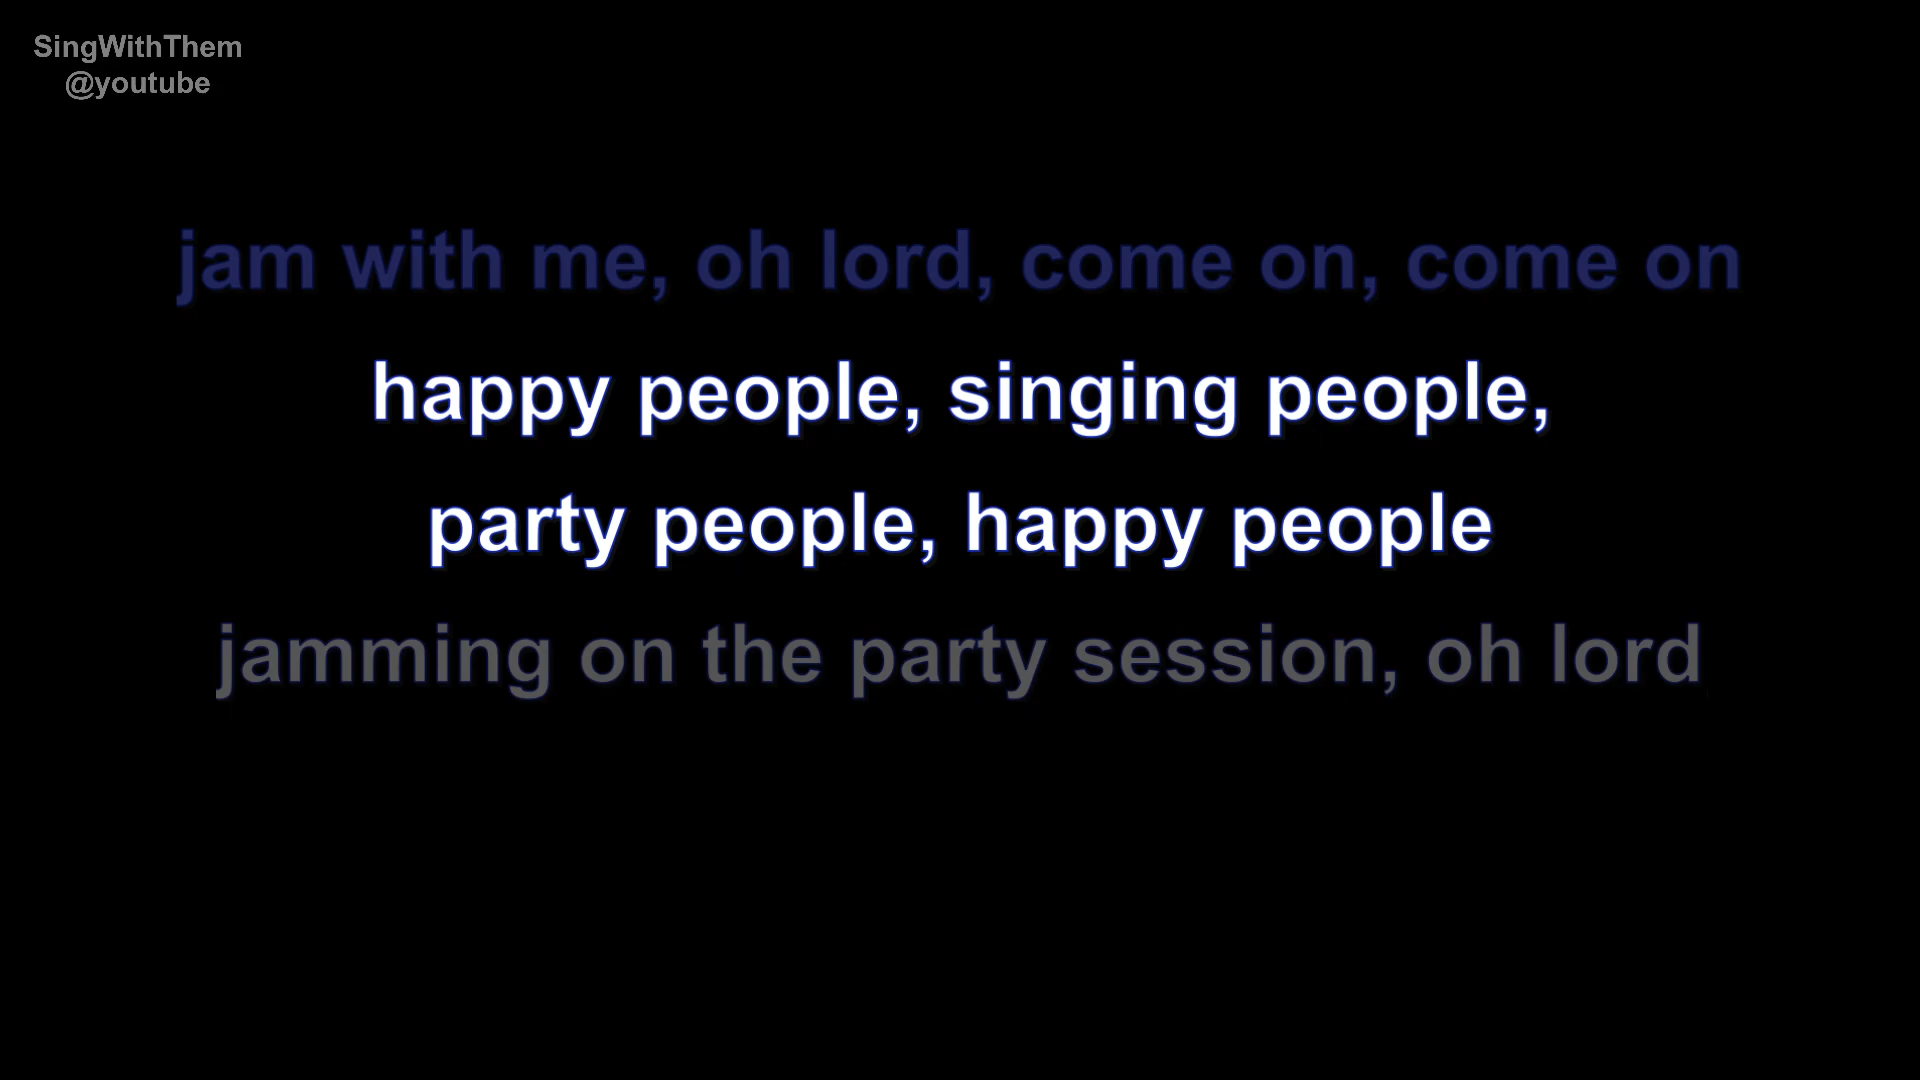 SingWithThem
@youtube
jam with me, oh lord, come on, come on
happy people, singing people,
party people, happy people
jamming on the party session, oh lord